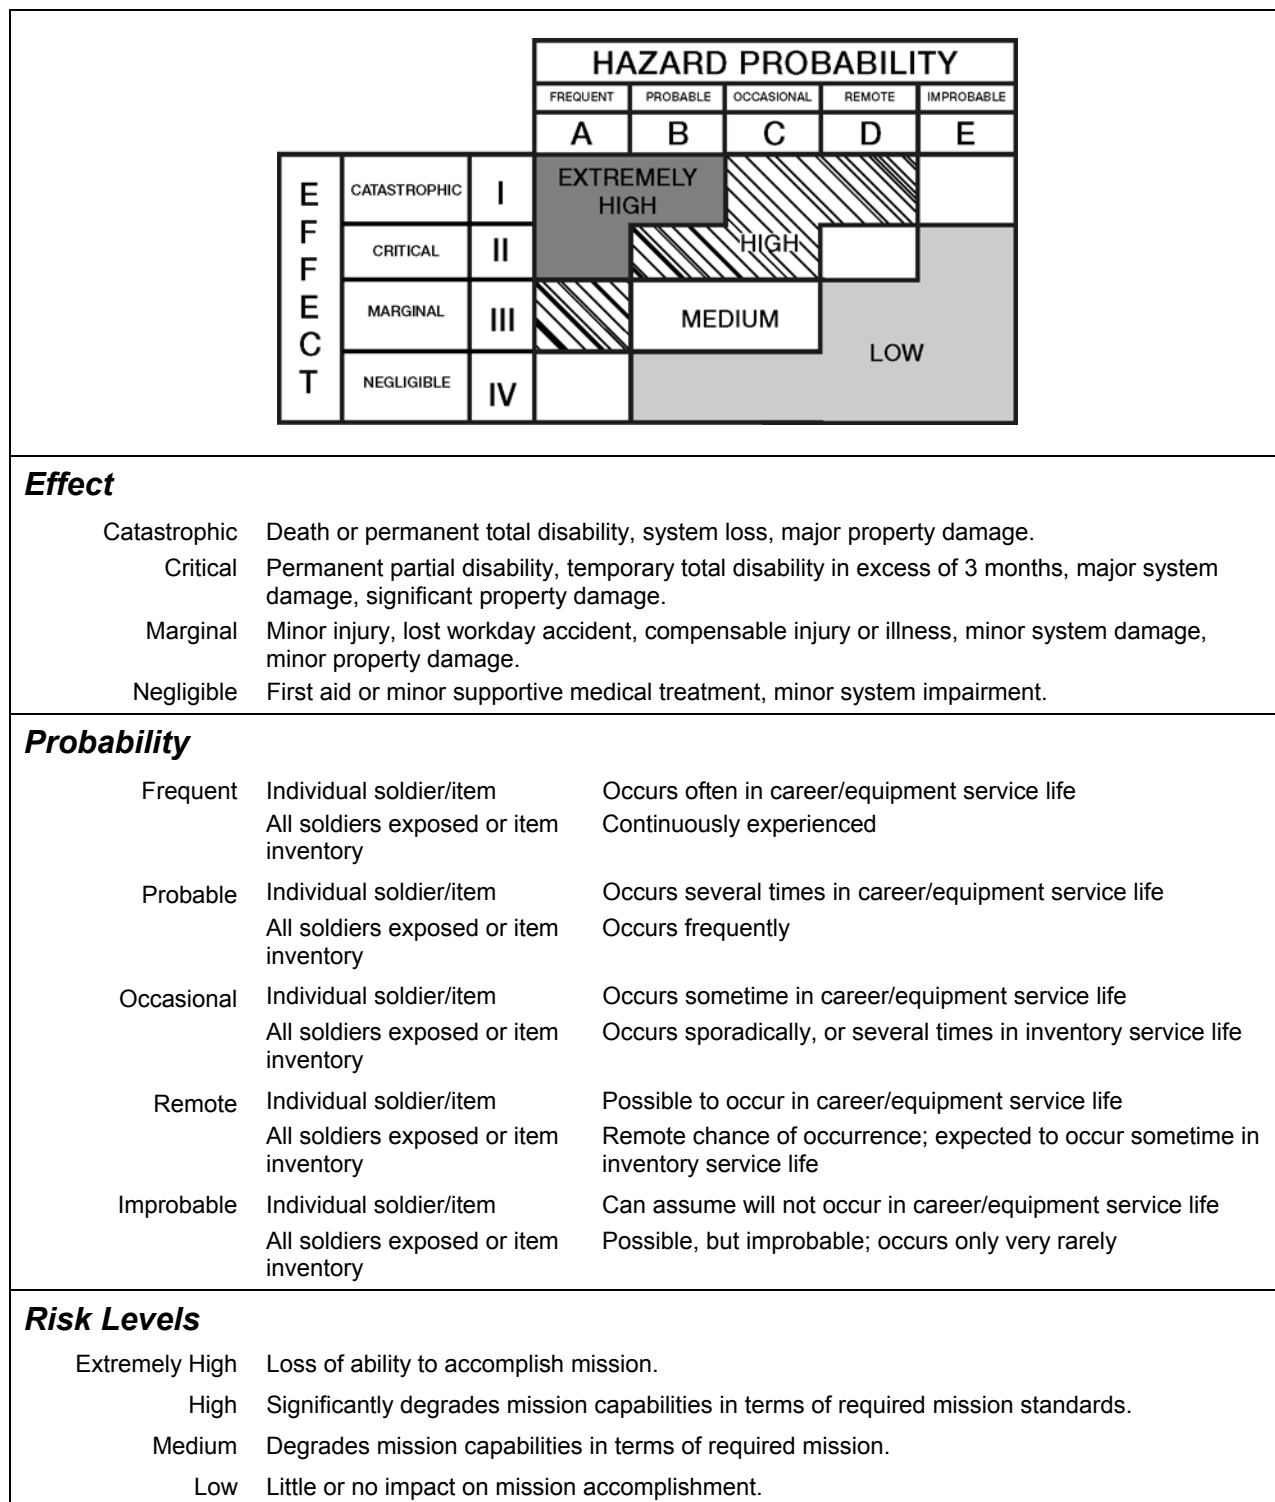 HAZARD PROBABILITY
FREQUENT PROBABLE OCCASIONAL REMOTE IMPROBABLE
A B C D E
EFFECT
CATASTROPHIC I
CRITICAL II
MARGINAL III
NEGLIGIBLE IV
EXTREMELY
HIGH
HIGH
MEDIUM
LOW
Effect
Catastrophic Death or permanent total disability, system loss, major property damage.
Critical Permanent partial disability, temporary total disability in excess of 3 months, major system
damage, significant property damage.
Marginal Minor injury, lost workday accident, compensable injury or illness, minor system damage,
minor property damage.
Negligible First aid or minor supportive medical treatment, minor system impairment.
Probability
Frequent Individual soldier/item Occurs often in career/equipment service life
All soldiers exposed or item Continuously experienced
inventory
Probable Individual soldier/item Occurs several times in career/equipment service life
All soldiers exposed or item Occurs frequently
inventory
Occasional Individual soldier/item Occurs sometime in career/equipment service life
All soldiers exposed or item Occurs sporadically, or several times in inventory service life
inventory
Remote Individual soldier/item Possible to occur in career/equipment service life
All soldiers exposed or item Remote chance of occurrence; expected to occur sometime in
inventory inventory service life
Improbable Individual soldier/item Can assume will not occur in career/equipment service life
All soldiers exposed or item Possible, but improbable; occurs only very rarely
inventory
Risk Levels
Extremely High Loss of ability to accomplish mission.
High Significantly degrades mission capabilities in terms of required mission standards.
Medium Degrades mission capabilities in terms of required mission.
Low Little or no impact on mission accomplishment.